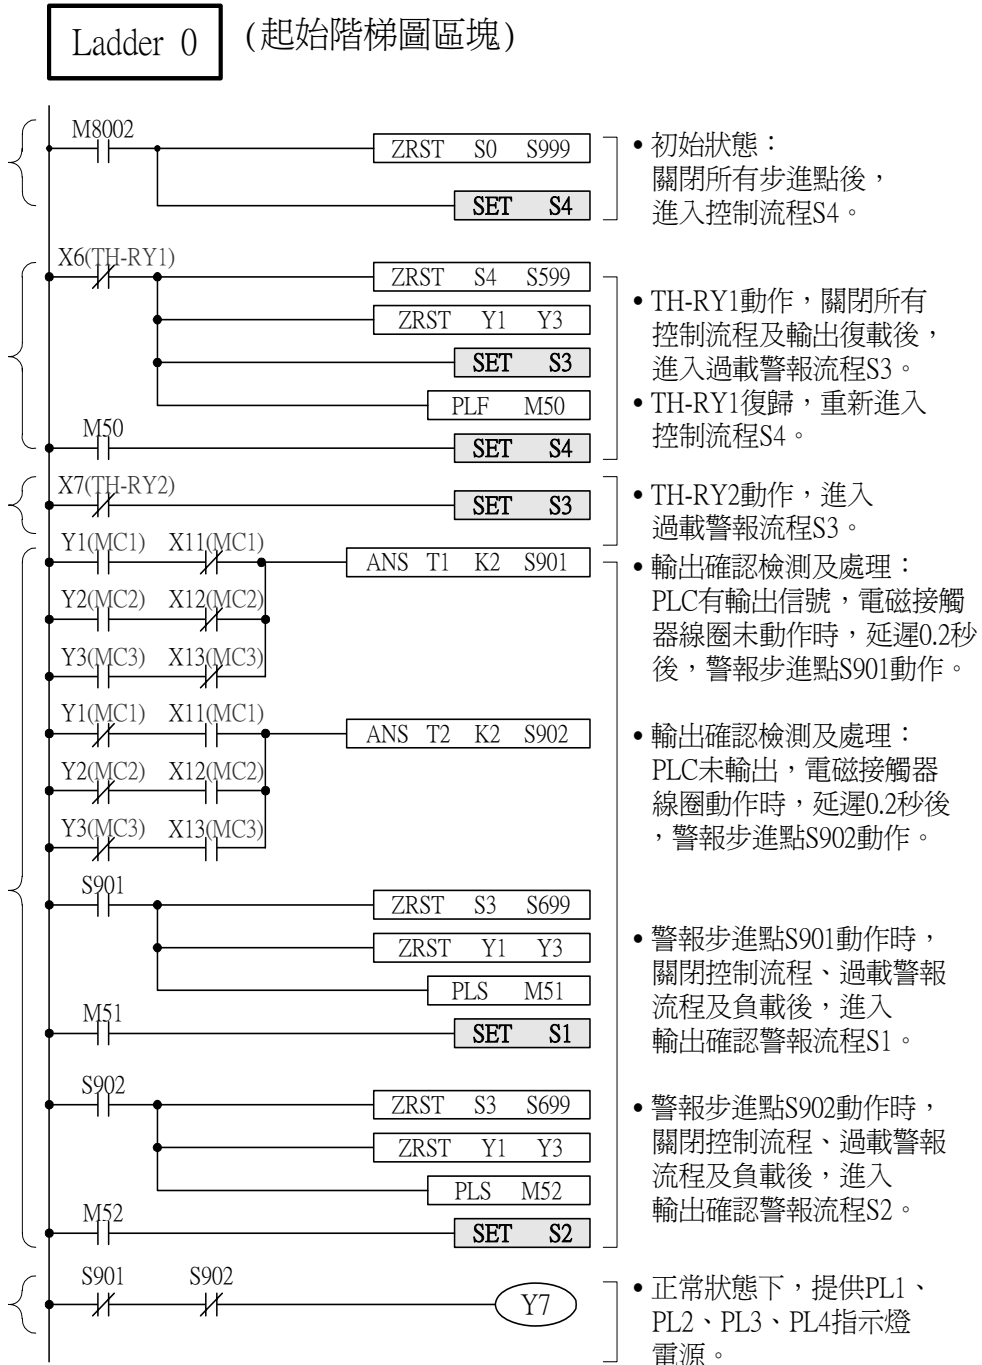 Ladder 0 (起始階梯圖區塊)
M8002
ZRST S0 S999
SET S4
• 初始狀態：
關閉所有步進點後，
進入控制流程S4。
X6(TH-RY1)
ZRST S4 S599
ZRST Y1 Y3
SET S3
PLF M50
M50
SET S4
• TH-RY1動作，關閉所有
控制流程及輸出復載後，
進入過載警報流程S3。
• TH-RY1復歸，重新進入
控制流程S4。
X7(TH-RY2)
SET S3
• TH-RY2動作，進入
過載警報流程S3。
Y1(MC1) X11(MC1)
ANS T1 K2 S901
Y2(MC2) X12(MC2)
Y3(MC3) X13(MC3)
• 輸出確認檢測及處理：
PLC有輸出信號，電磁接觸
器線圈未動作時，延遲0.2秒
後，警報步進點S901動作。
Y1(MC1) X11(MC1)
ANS T2 K2 S902
Y2(MC2) X12(MC2)
Y3(MC3) X13(MC3)
• 輸出確認檢測及處理：
PLC未輸出，電磁接觸器
線圈動作時，延遲0.2秒後
，警報步進點S902動作。
S901
ZRST S3 S699
ZRST Y1 Y3
PLS M51
M51
SET S1
• 警報步進點S901動作時，
關閉控制流程、過載警報
流程及負載後，進入
輸出確認警報流程S1。
S902
ZRST S3 S699
ZRST Y1 Y3
PLS M52
M52
SET S2
• 警報步進點S902動作時，
關閉控制流程、過載警報
流程及負載後，進入
輸出確認警報流程S2。
S901 S902
Y7
• 正常狀態下，提供PL1、
PL2、PL3、PL4指示燈
電源。